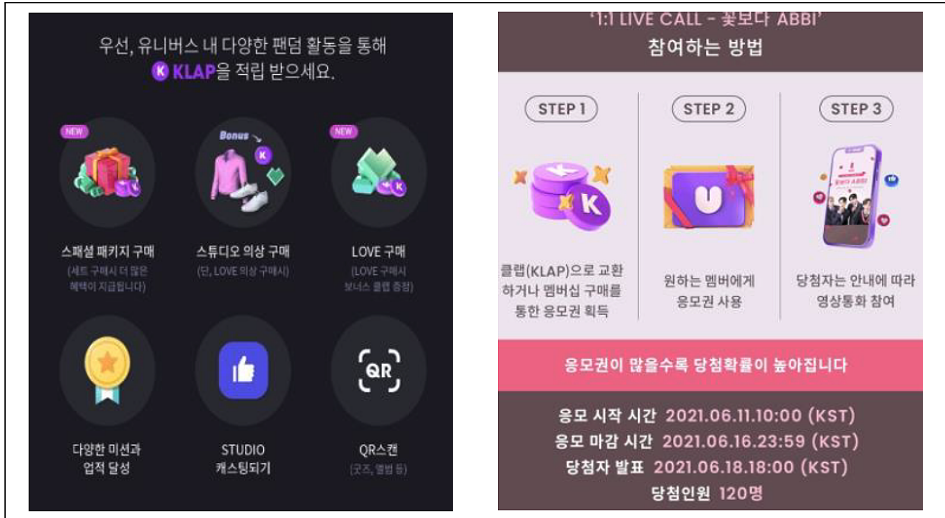 우선, 유니버스 내 다양한 팬덤 활동을 통해
K KLAP을 적립 받으세요.
NEW
스패셜 패키지 구매
(세트 구매시 더 많은
혜택이 지급됩니다)
Bonus
K
스튜디오 의상 구매
(단, LOVE 의상 구매시)
NEW
K
LOVE 구매
(LOVE 구매시
보너스 클랩 증정)
다양한 미션과
업적 달성
STUDIO
캐스팅되기
QR
QR스캔
(굿즈, 앨범 등)
'1:1 LIVE CALL - 꽃보다 ABBI'
참여하는 방법
STEP 1
K
K
클랩(KLAP)으로 교환
하거나 멤버십 구매를
통한 응모권 획득
STEP 2
U
원하는 멤버에게
응모권 사용
STEP 3
꽃보다 ABBI
당첨자는 안내에 따라
영상통화 참여
응모권이 많을수록 당첨확률이 높아집니다
응모 시작 시간 2021.06.11.10:00 (KST)
응모 마감 시간 2021.06.16.23:59 (KST)
당첨자 발표 2021.06.18.18:00 (KST)
당첨인원 120명